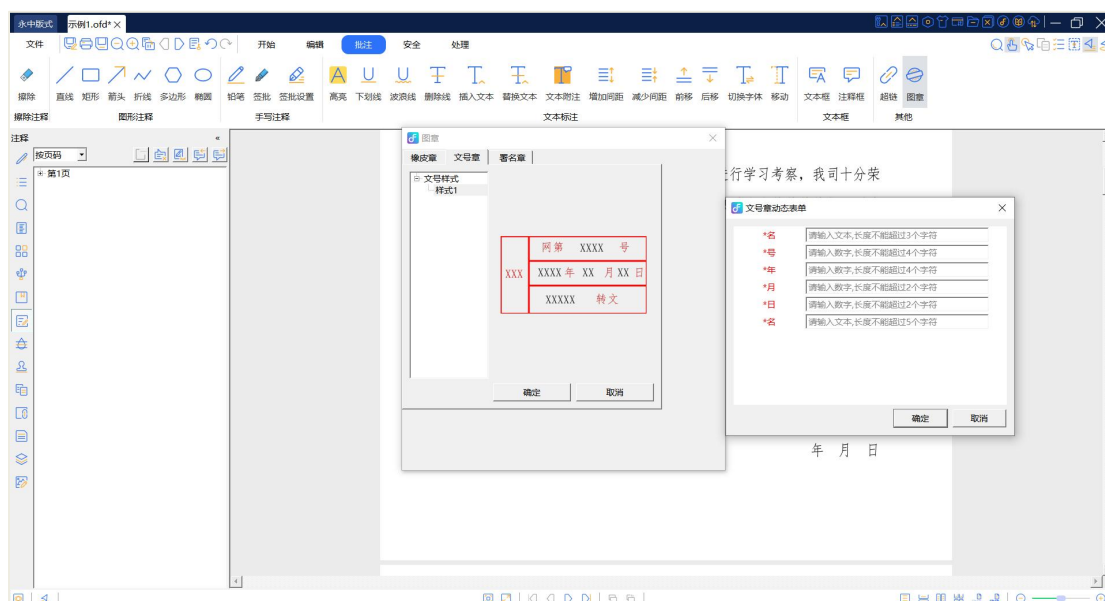 永中版式 示例1.ofd* ×
文件 开始 编辑 批注 安全 处理
擦除 直线 矩形 箭头 折线 多边形 椭圆 铅笔 签批 签批设置 高亮 下划线 波浪线 删除线 插入文本 替换文本 文本附注 增加间距 减少间距 前移 后移 切换字体 移动 文本框 注释框 超链 图章
擦除注释 图形注释 手写注释 文本标注 文本框 其他
注释 «
按页码
第1页
图章
橡皮章 文号章 署名章
文号样式
样式1
网第 XXXX 号
XXX XXXX 年 XX 月 XX 日
XXXXX 转文
确定 取消
行学习考察，我司十分荣
文号章动态表单
*名 请输入文本,长度不能超过3个字符
*号 请输入数字,长度不能超过4个字符
*年 请输入数字,长度不能超过4个字符
*月 请输入数字,长度不能超过2个字符
*日 请输入数字,长度不能超过2个字符
*名 请输入文本,长度不能超过5个字符
确定 取消
年 月 日